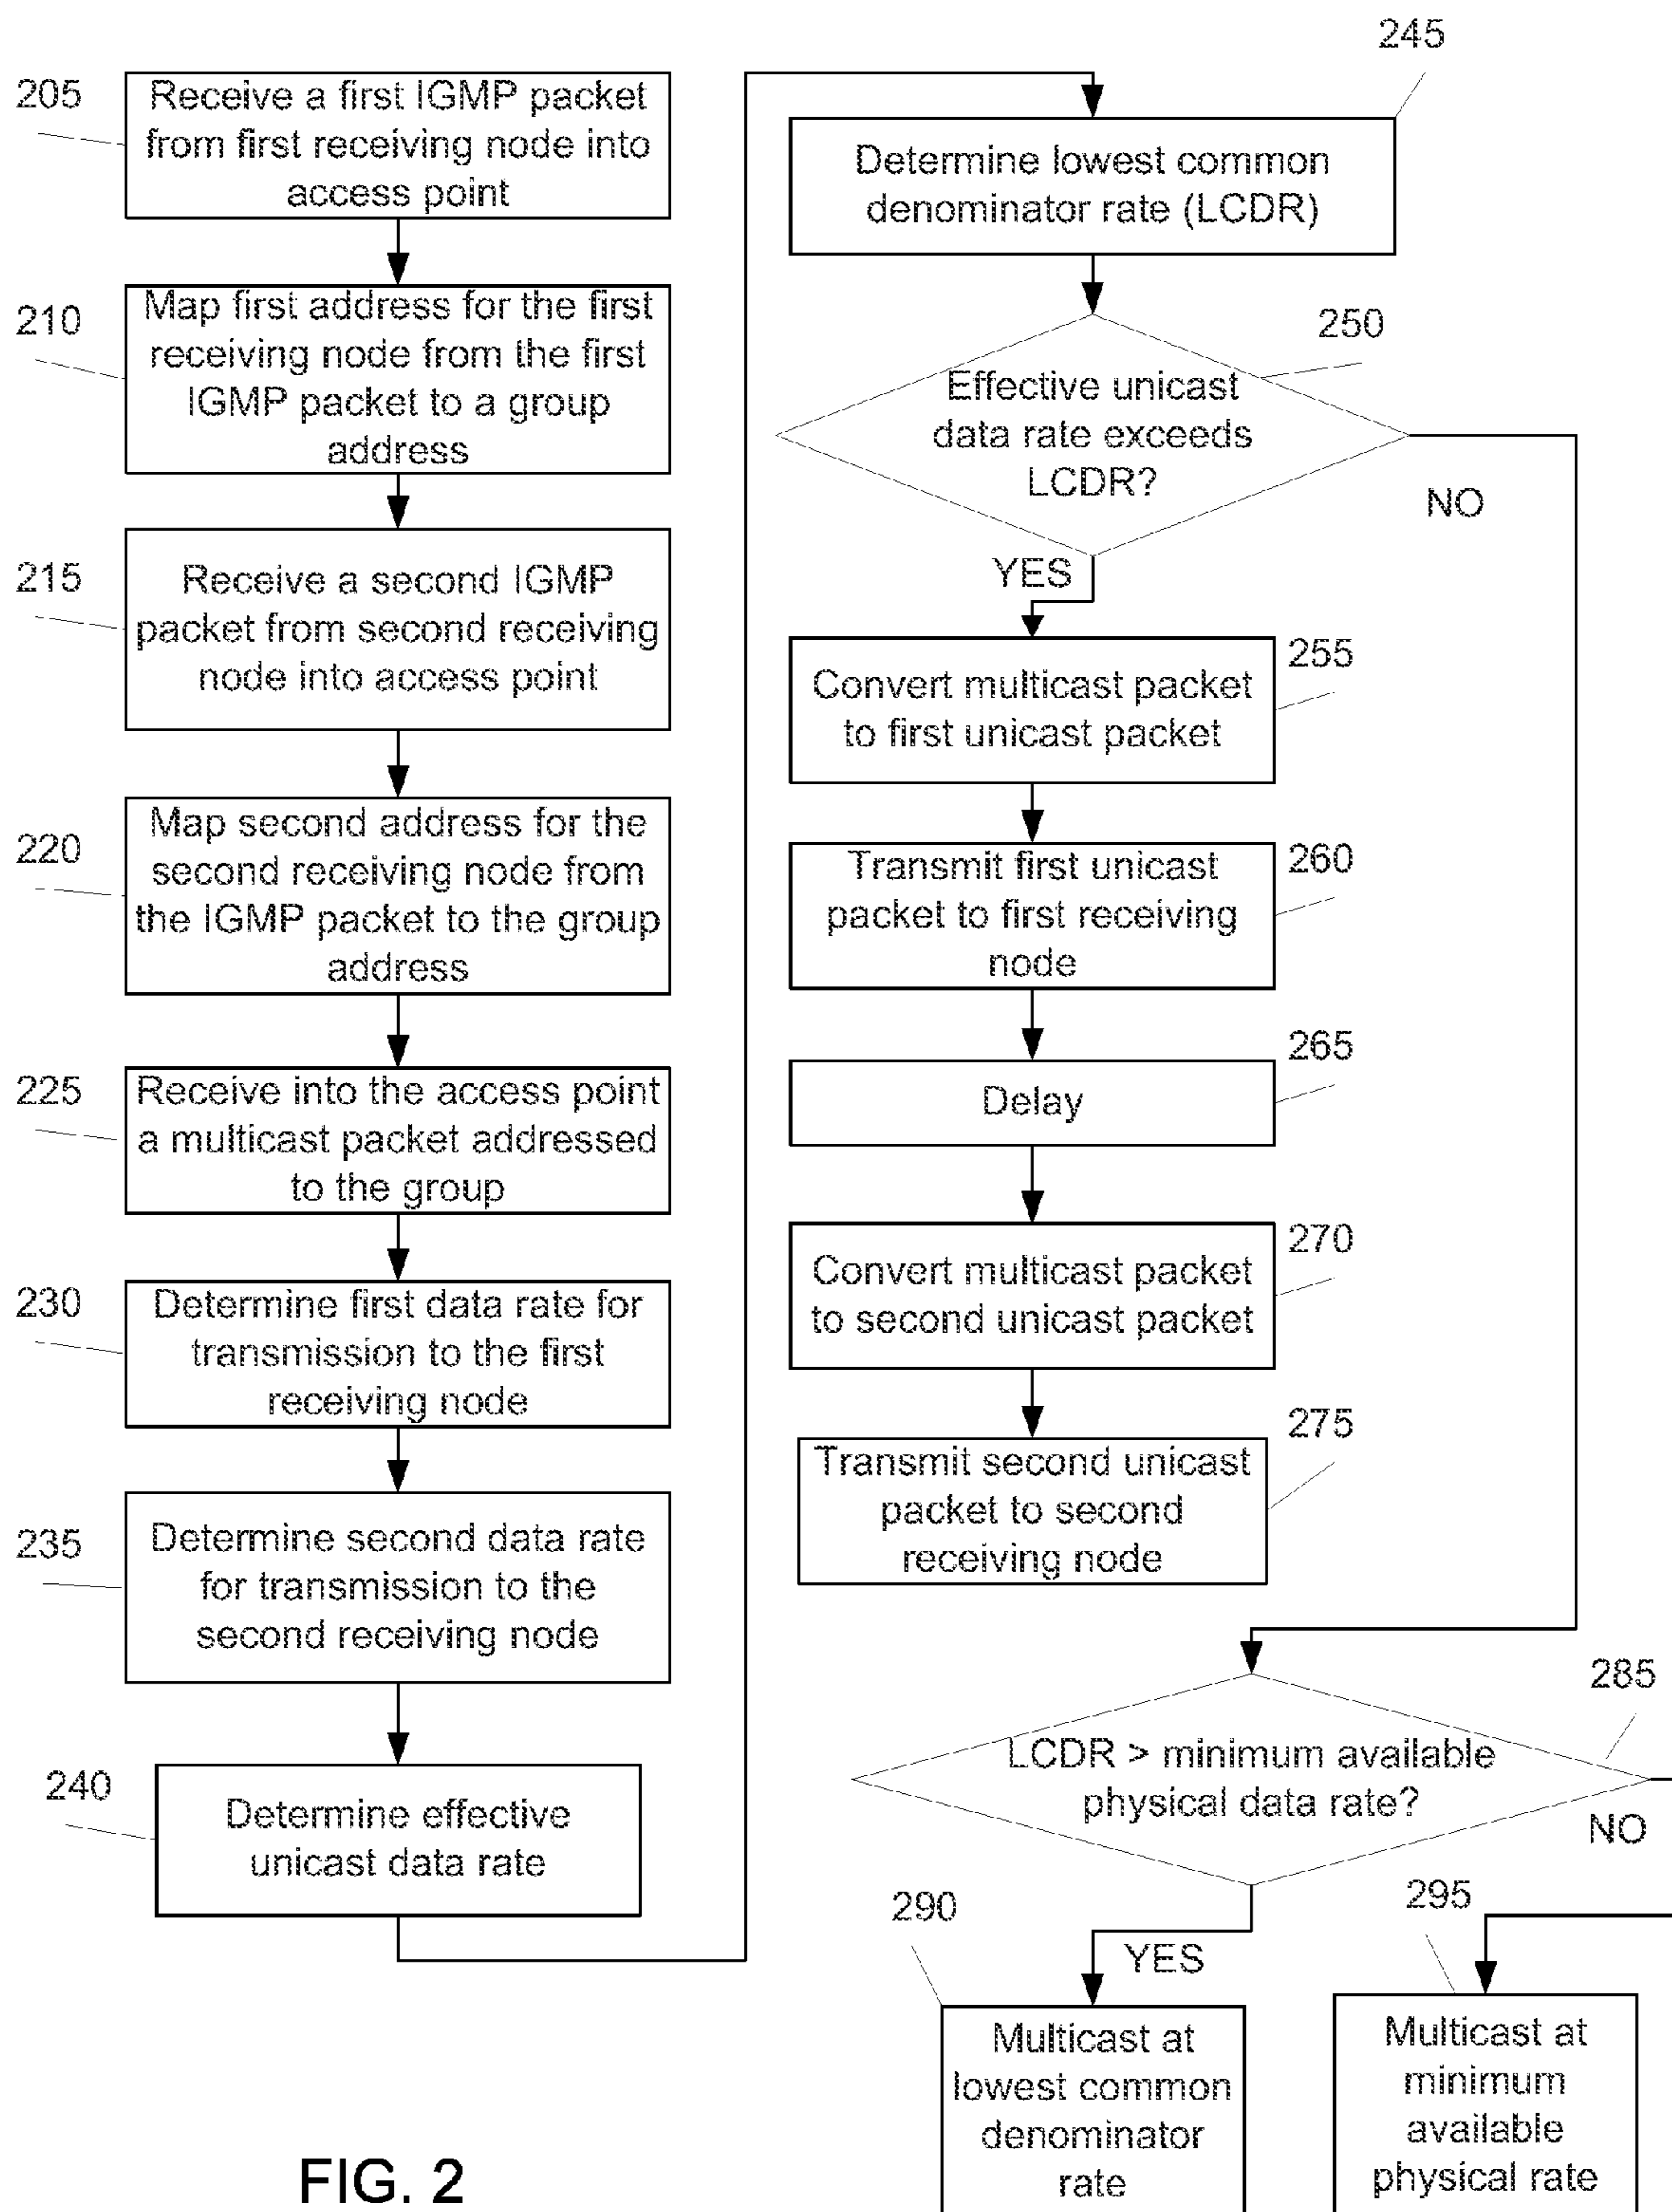 205
Receive a first IGMP packet
from first receiving node into
access point
210
Map first address for the first
receiving node from the first
IGMP packet to a group
address
215
Receive a second IGMP
packet from second receiving
node into access point
220
Map second address for the
second receiving node from
the IGMP packet to the group
address
225
Receive into the access point
a multicast packet addressed
to the group
230
Determine first data rate for
transmission to the first
receiving node
235
Determine second data rate
for transmission to the
second receiving node
240
Determine effective
unicast data rate
245
Determine lowest common
denominator rate (LCDR)
250
Effective unicast
data rate exceeds
LCDR?
NO
YES
255
Convert multicast packet
to first unicast packet
260
Transmit first unicast
packet to first receiving
node
265
Delay
270
Convert multicast packet
to second unicast packet
275
Transmit second unicast
packet to second
receiving node
285
LCDR > minimum available
physical data rate?
NO
YES
290
Multicast at
lowest common
denominator
rate
295
Multicast at
minimum
available
physical rate
FIG. 2